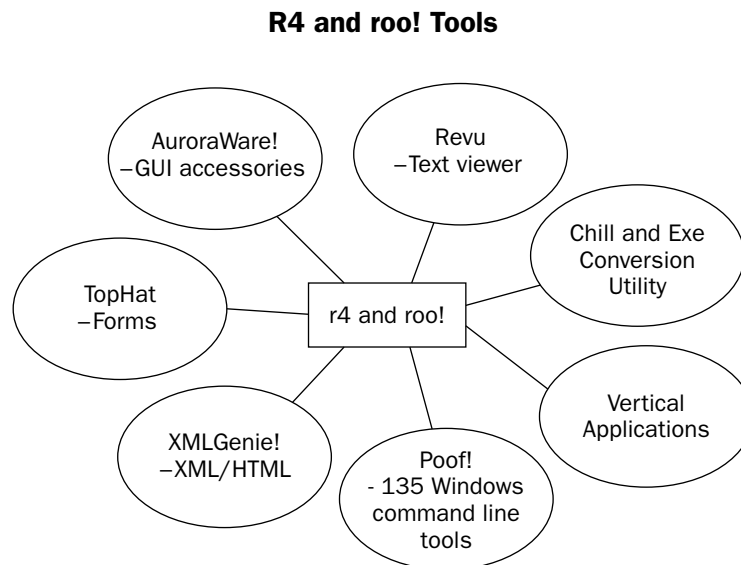 R4 and roo! Tools
AuroraWare!
–GUI accessories
Revu
–Text viewer
Chill and Exe
Conversion
Utility
TopHat
–Forms
r4 and roo!
Vertical
Applications
XMLGenie!
–XML/HTML
Poof!
- 135 Windows
command line
tools